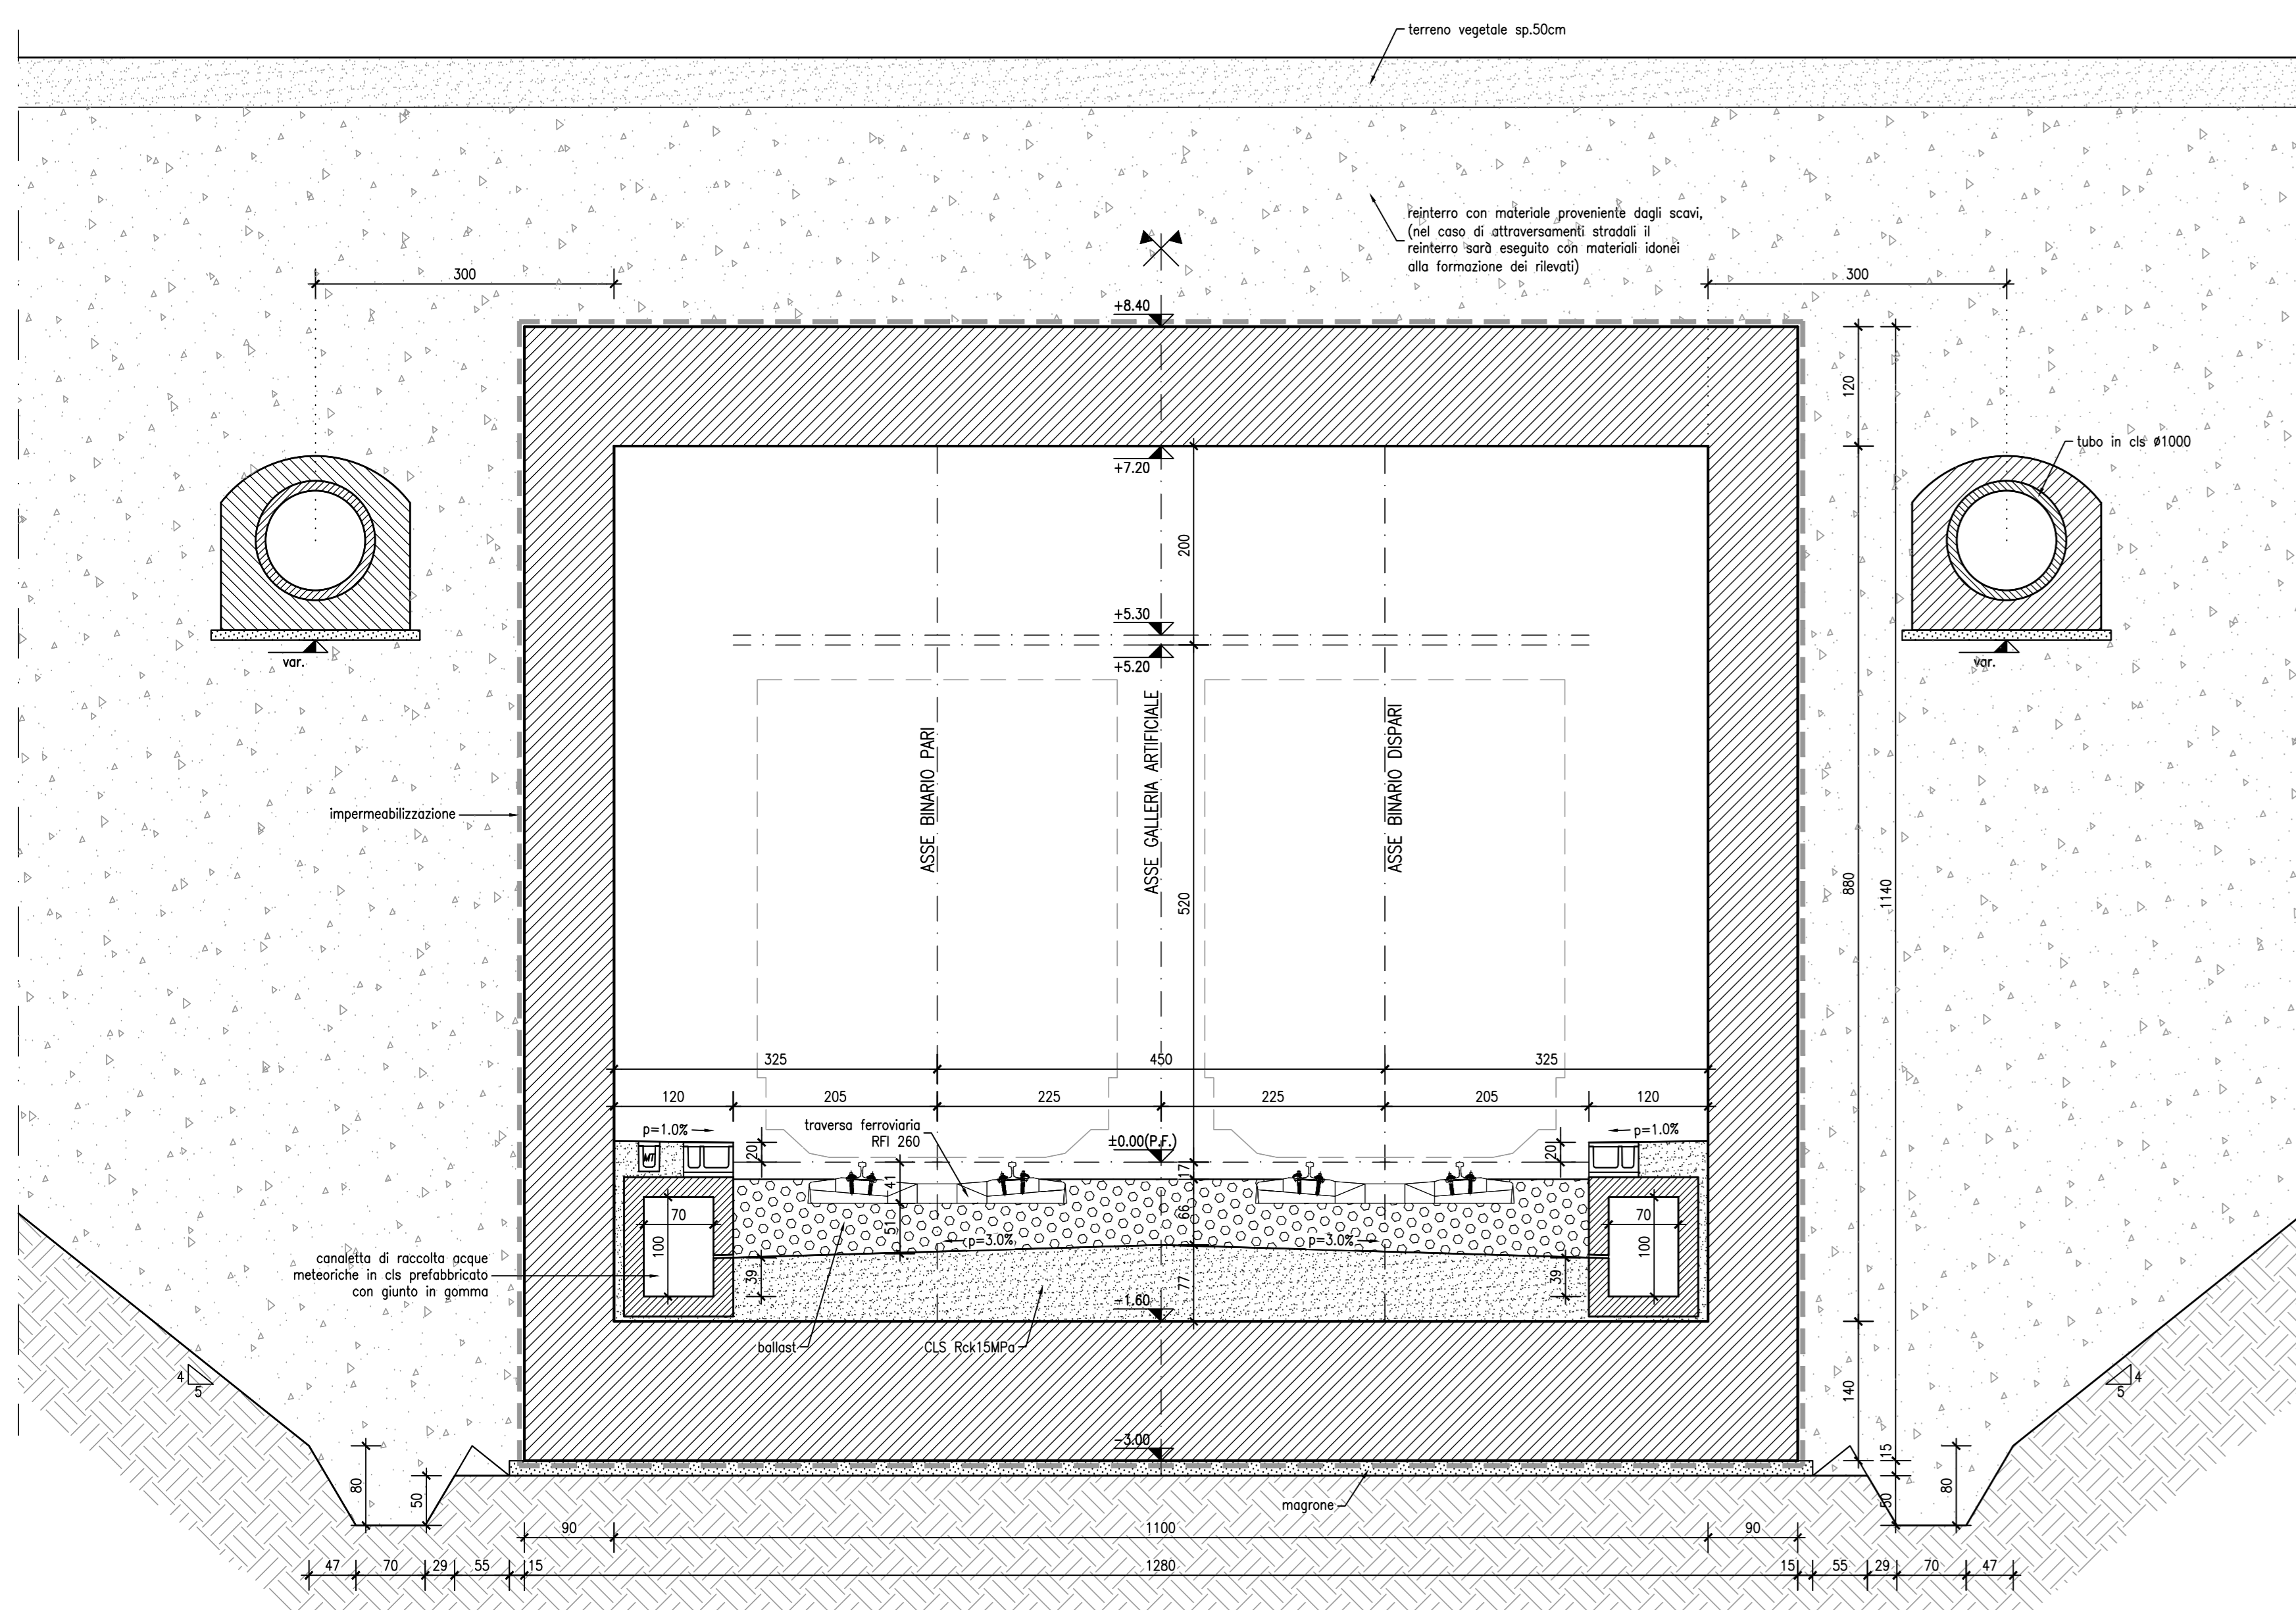 terreno vegetale sp.50cm
reinterro con materiale proveniente dagli scavi,
(nel caso di attraversamenti stradali il
reinterro sarà eseguito con materiali idonei
alla formazione dei rilevati)
300
300
+8.40
120
tubo in cls ø1000
+7.20
200
+5.30
+5.20
var.
var.
ASSE BINARIO PARI
ASSE GALLERIA ARTIFICIALE
ASSE BINARIO DISPARI
impermeabilizzazione
520
880
1140
325
450
325
120
205
225
225
205
120
p=1.0%
traversa ferroviaria
RFI 260
±0.00(P.F.)
p=1.0%
20
20
MT
17
41
70
70
66
51
p=3.0%
p=3.0%
100
100
canaletta di raccolta acque
meteoriche in cls prefabbricato
con giunto in gomma
39
39
77
-1.60
ballast
CLS Rck15MPa
4
5
4
5
140
-3.00
15
80
50
50
80
magrone
90
1100
90
47
70
29
55
15
1280
15
55
29
70
47